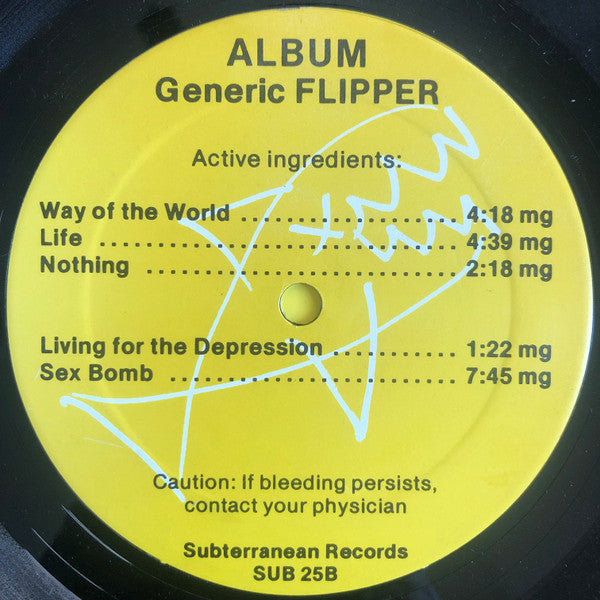 ALBUM
Generic FLIPPER
Active ingredients:
Way of the World .......................... 4:18 mg
Life ............................................. 4:39 mg
Nothing ....................................... 2:18 mg
Living for the Depression ........... 1:22 mg
Sex Bomb ................................... 7:45 mg
Caution: If bleeding persists,
contact your physician
Subterranean Records
SUB 25B